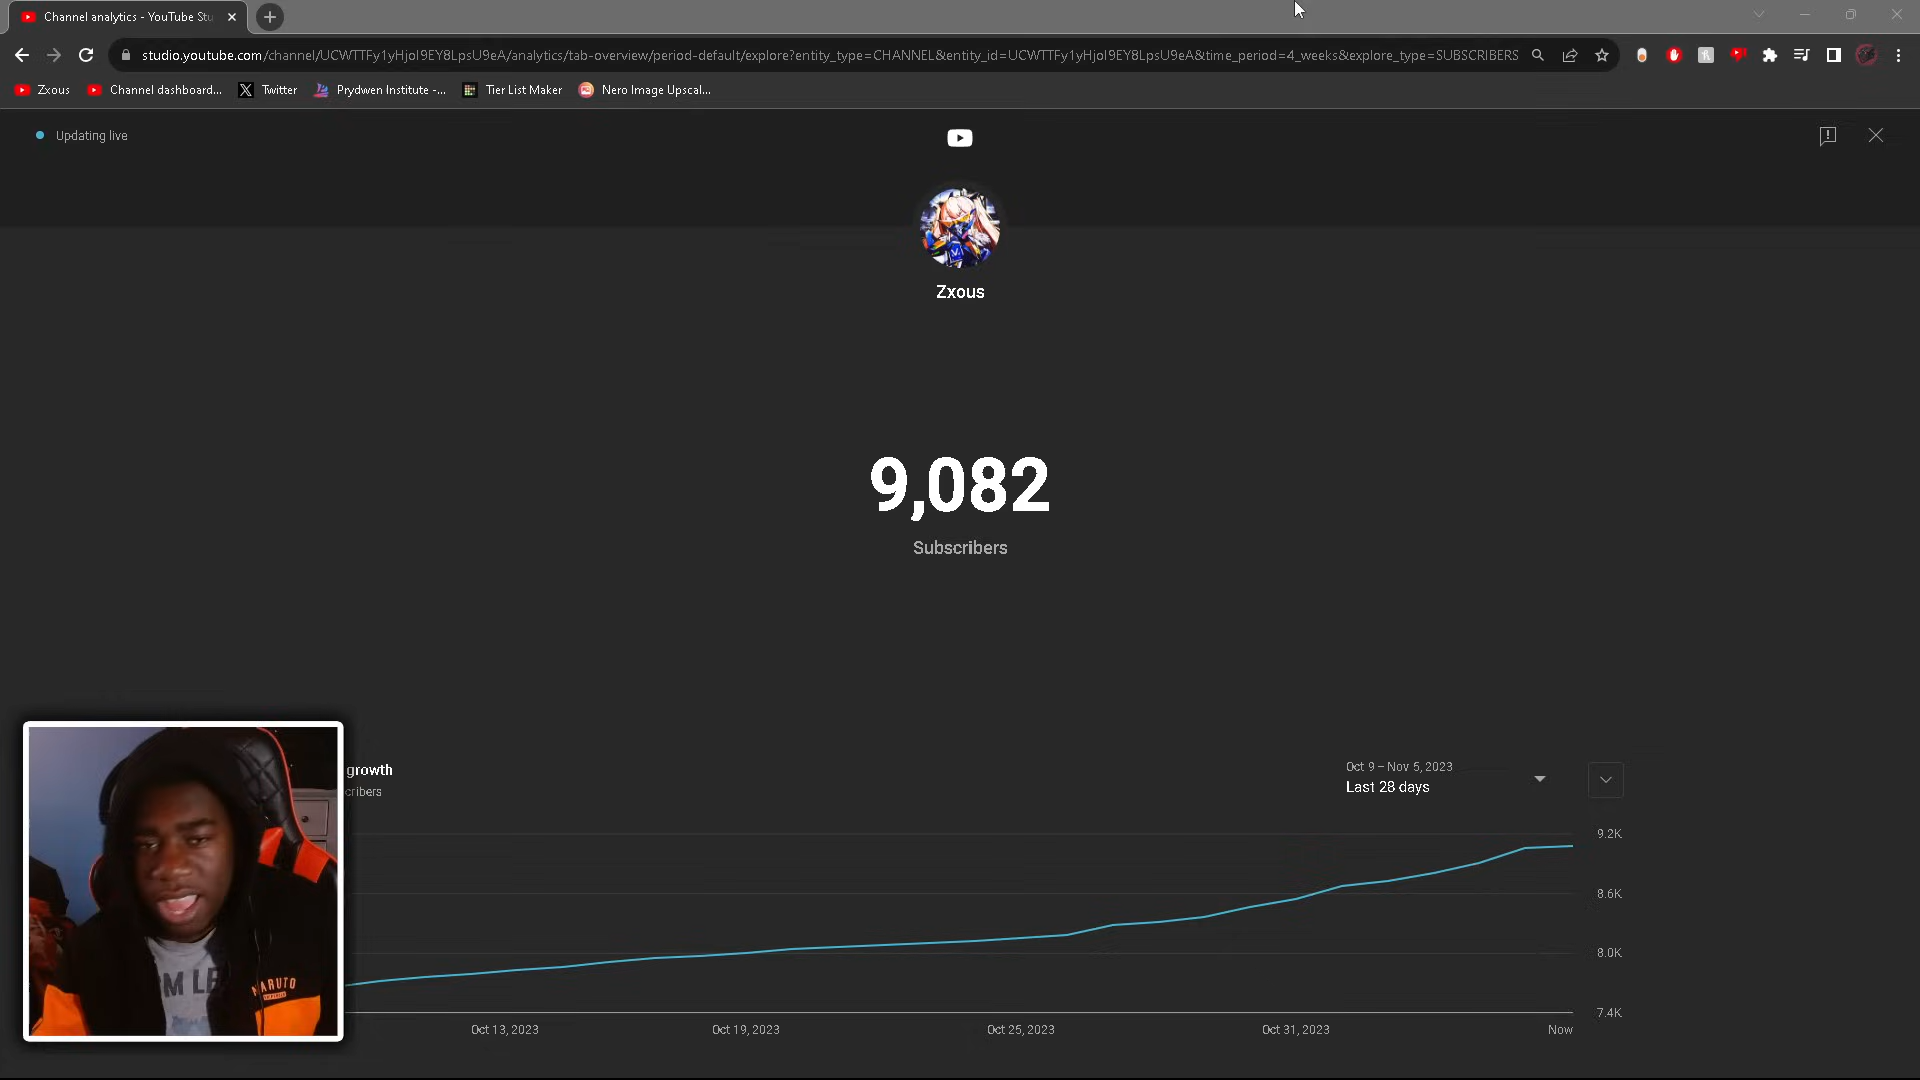 Channel analytics - YouTube Stu
studio.youtube.com/channel/UCWTTFy1yHjoI9EY8LpsU9eA/analytics/tab-overview/period-default/explore?entity_type=CHANNEL&entity_id=UCWTTFy1yHjoI9EY8LpsU9eA&time_period=4_weeks&explore_type=SUBSCRIBERS
Zxous
Channel dashboard...
Twitter
Prydwen Institute -...
Tier List Maker
Nero Image Upscal...
Updating live
Zxous
9,082
Subscribers
growth
cribers
Oct 9 – Nov 5, 2023
Last 28 days
9.2K
8.6K
8.0K
7.4K
Oct 13, 2023
Oct 19, 2023
Oct 25, 2023
Oct 31, 2023
Now
NARUTO